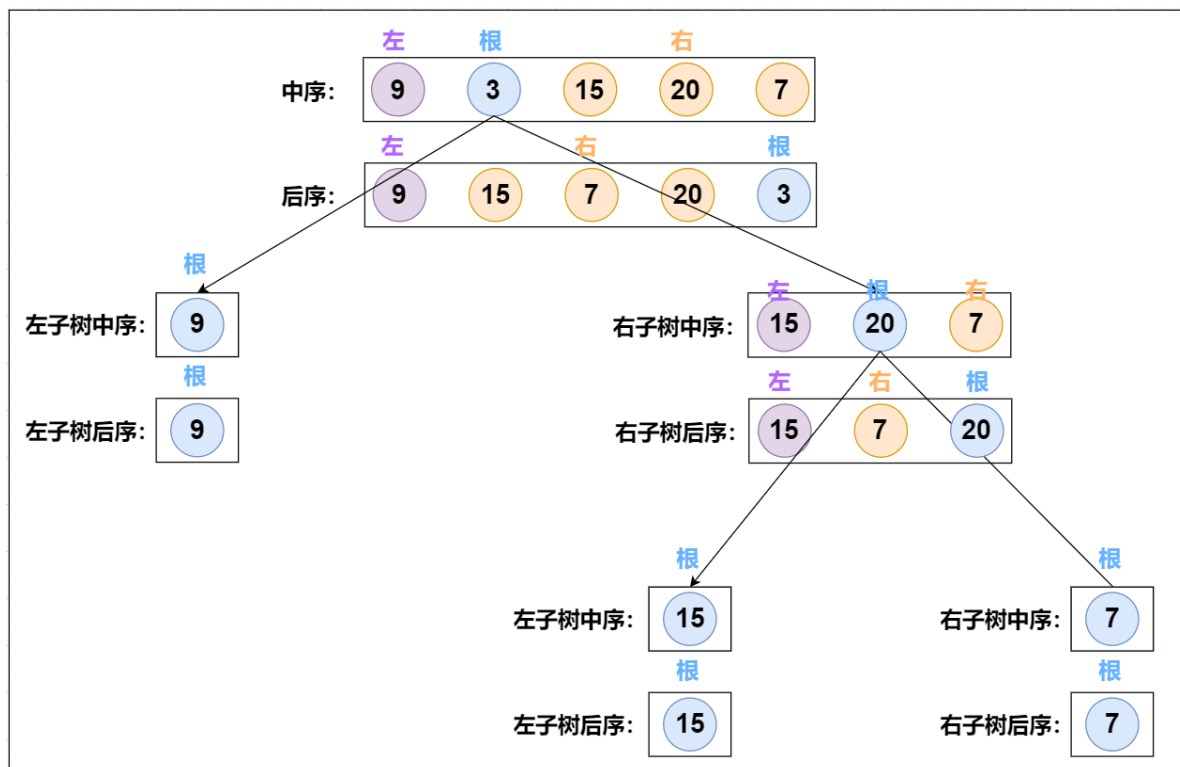 左 根 右
中序: 9 3 15 20 7
左 右 根
后序: 9 15 7 20 3
根
左子树中序: 9
左 根 右
右子树中序: 15 20 7
根
左子树后序: 9
左 右 根
右子树后序: 15 7 20
根
左子树中序: 15
根
右子树中序: 7
根
左子树后序: 15
根
右子树后序: 7